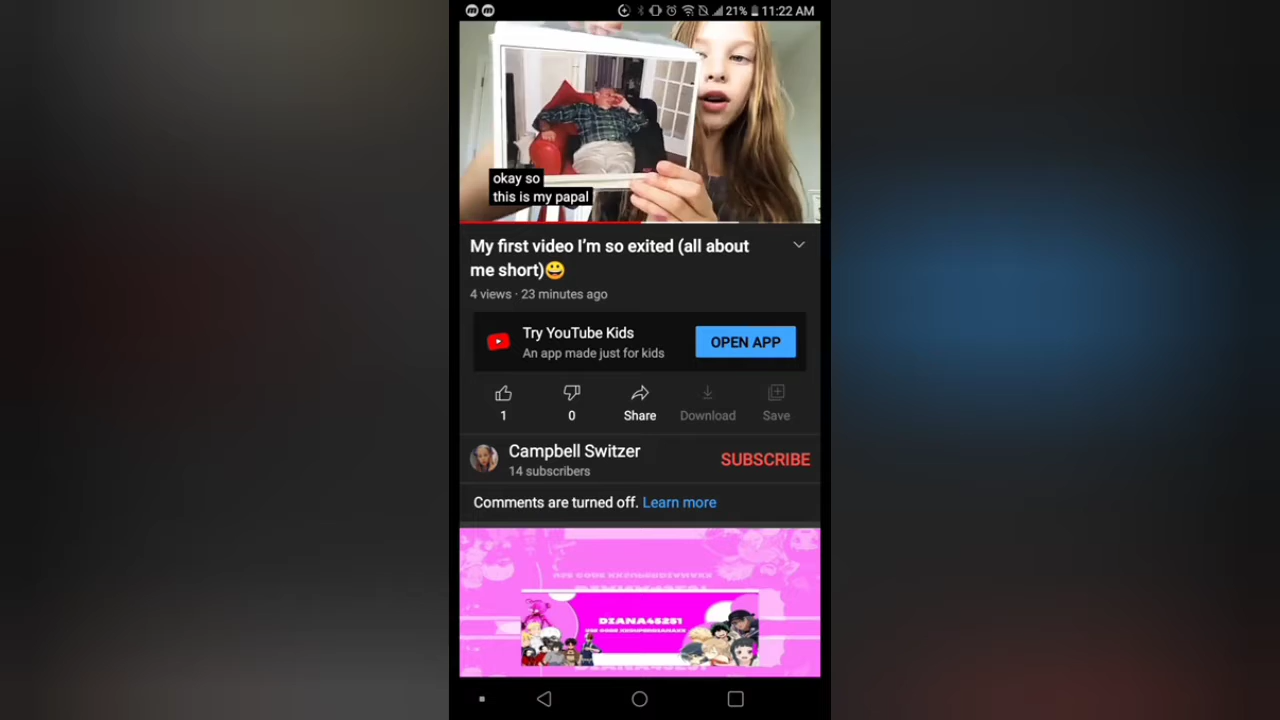 21% 11:22 AM
okay so
this is my papal
My first video I'm so exited (all about
me short)😀
4 views · 23 minutes ago
Try YouTube Kids
An app made just for kids
OPEN APP
1
0
Share
Download
Save
Campbell Switzer
14 subscribers
SUBSCRIBE
Comments are turned off. Learn more
DIANA45251